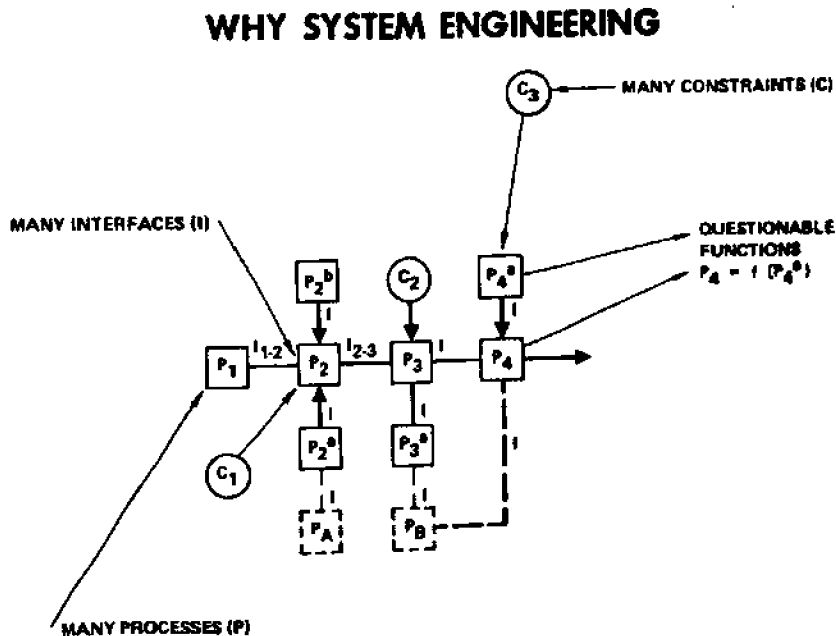 WHY SYSTEM ENGINEERING
C3
MANY CONSTRAINTS (C)
MANY INTERFACES (I)
QUESTIONABLE
FUNCTIONS
P4 = f (P4a)
P2b
C2
P4a
I
I
P1
I1-2
P2
I2-3
P3
I
P4
I
I
I
C1
P2a
P3a
I
I
PA
PB
MANY PROCESSES (P)